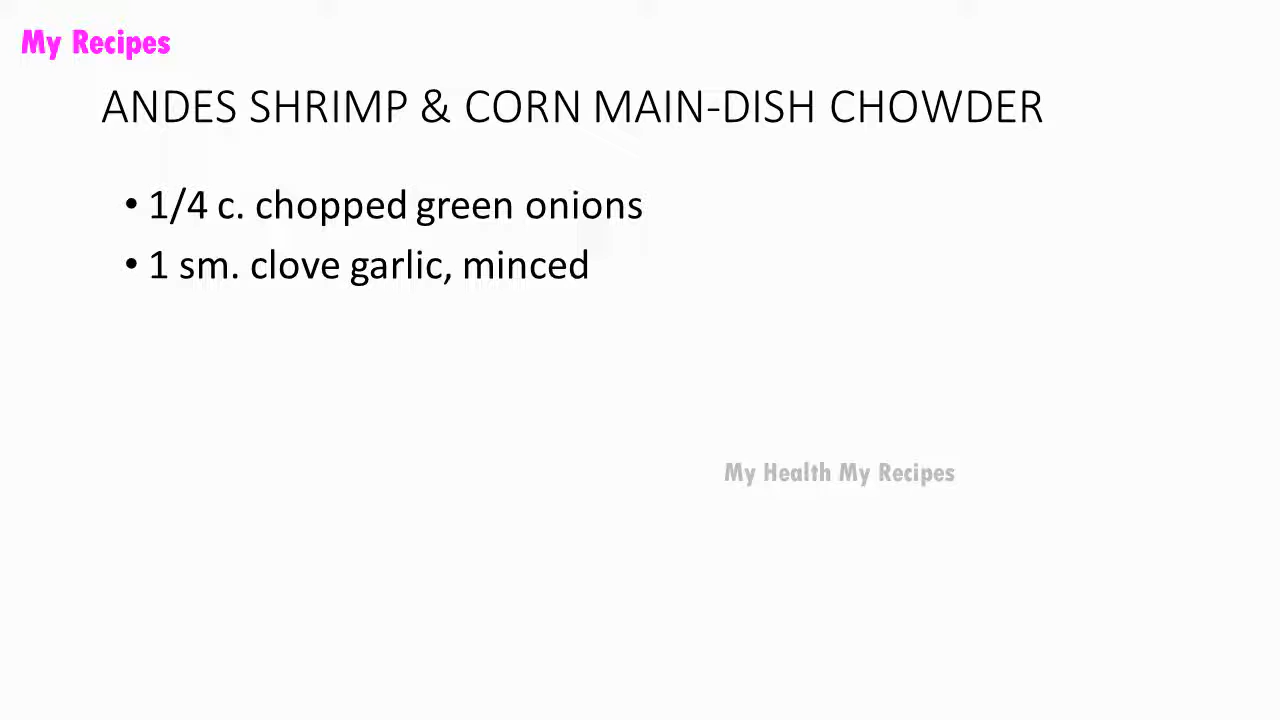 My Recipes
ANDES SHRIMP & CORN MAIN-DISH CHOWDER
• 1/4 c. chopped green onions
• 1 sm. clove garlic, minced
My Health My Recipes